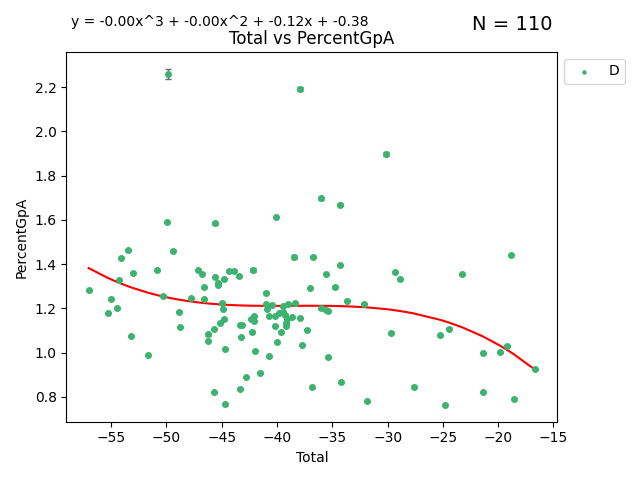 y = -0.00x^3 + -0.00x^2 + -0.12x + -0.38
N = 110
Total vs PercentGpA
D
PercentGpA
2.2
2.0
1.8
1.6
1.4
1.2
1.0
0.8
−55 −50 −45 −40 −35 −30 −25 −20 −15
Total